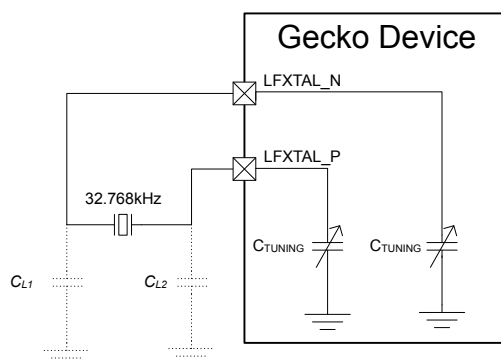 Gecko Device
LFXTAL_N
LFXTAL_P
32.768kHz
CTUNING CTUNING
CL1 CL2